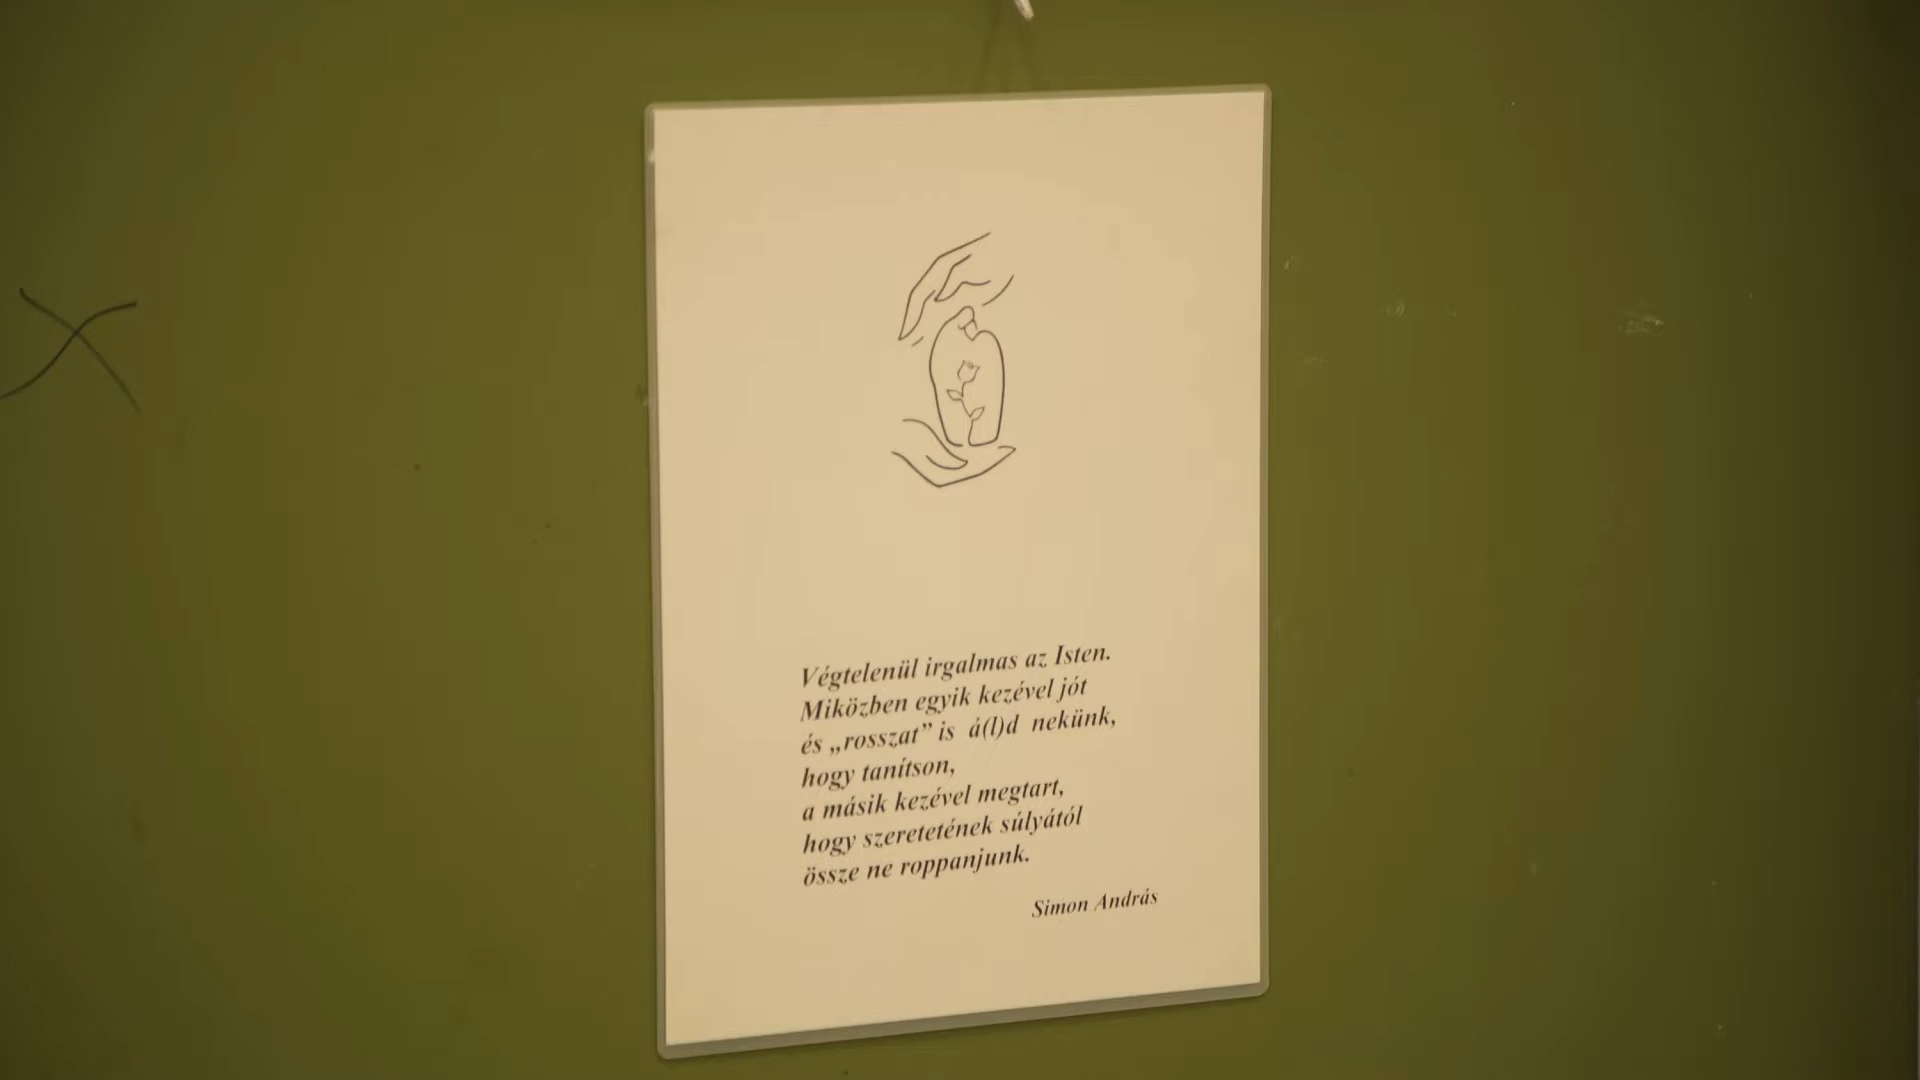 Végtelenül irgalmas az Isten.
Miközben egyik kezével jót
és „rosszat” is á(l)d nekünk,
hogy tanítson,
a másik kezével megtart,
hogy szeretetének súlyától
össze ne roppanjunk.
Simon András